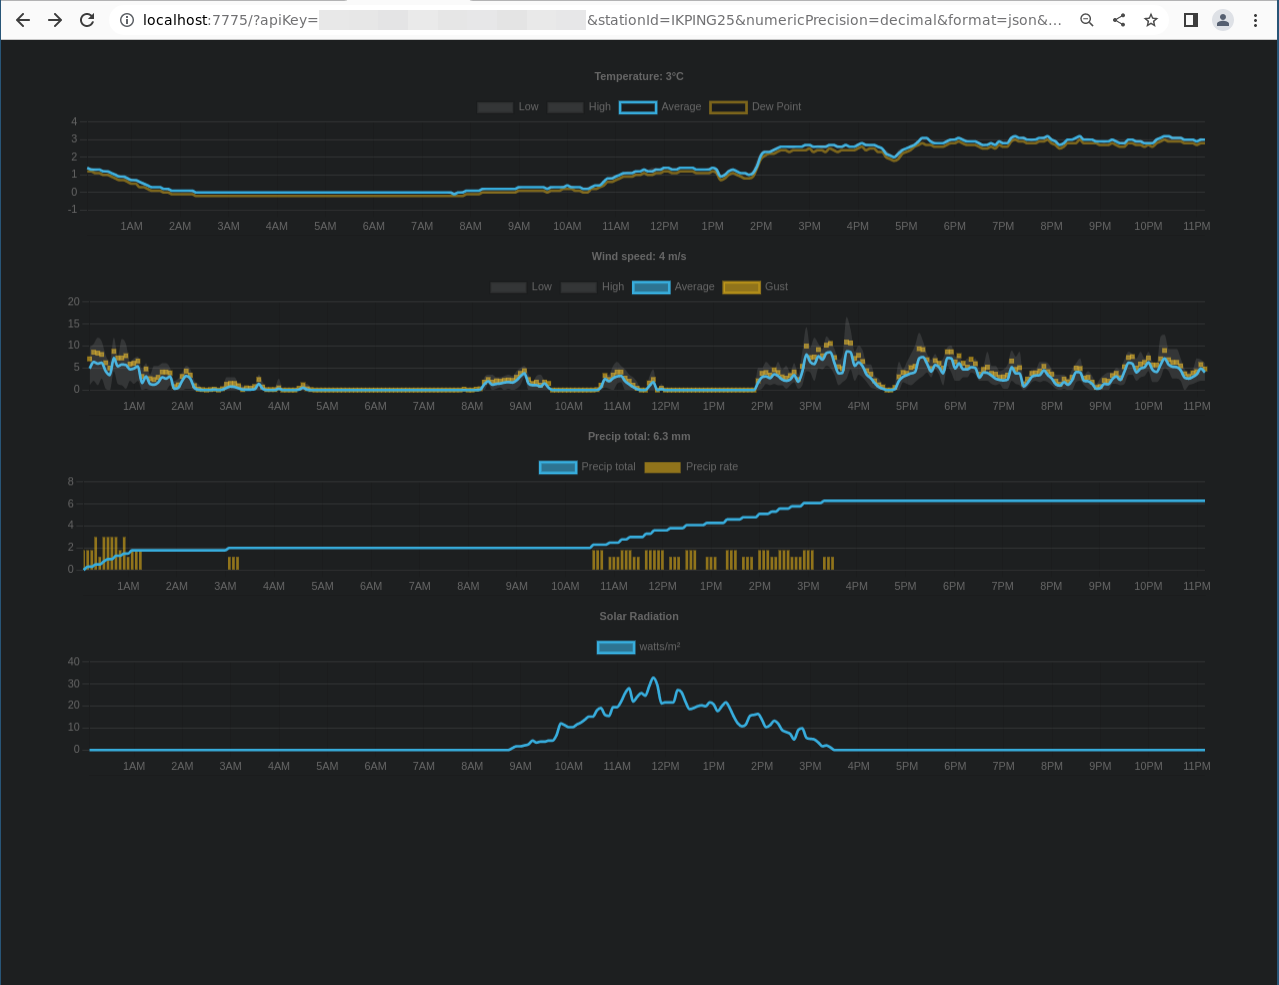 localhost:7775/?apiKey= &stationId=IKPING25&numericPrecision=decimal&format=json&…
Temperature: 3°C
Low High Average Dew Point
4
3
2
1
0
-1
1AM 2AM 3AM 4AM 5AM 6AM 7AM 8AM 9AM 10AM 11AM 12PM 1PM 2PM 3PM 4PM 5PM 6PM 7PM 8PM 9PM 10PM 11PM
Wind speed: 4 m/s
Low High Average Gust
20
15
10
5
0
1AM 2AM 3AM 4AM 5AM 6AM 7AM 8AM 9AM 10AM 11AM 12PM 1PM 2PM 3PM 4PM 5PM 6PM 7PM 8PM 9PM 10PM 11PM
Precip total: 6.3 mm
Precip total Precip rate
8
6
4
2
0
1AM 2AM 3AM 4AM 5AM 6AM 7AM 8AM 9AM 10AM 11AM 12PM 1PM 2PM 3PM 4PM 5PM 6PM 7PM 8PM 9PM 10PM 11PM
Solar Radiation
watts/m²
40
30
20
10
0
1AM 2AM 3AM 4AM 5AM 6AM 7AM 8AM 9AM 10AM 11AM 12PM 1PM 2PM 3PM 4PM 5PM 6PM 7PM 8PM 9PM 10PM 11PM